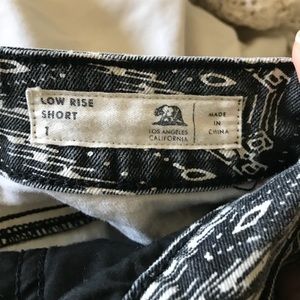 LOW RISE
SHORT
1
LOS ANGELES
CALIFORNIA
MADE
IN
CHINA